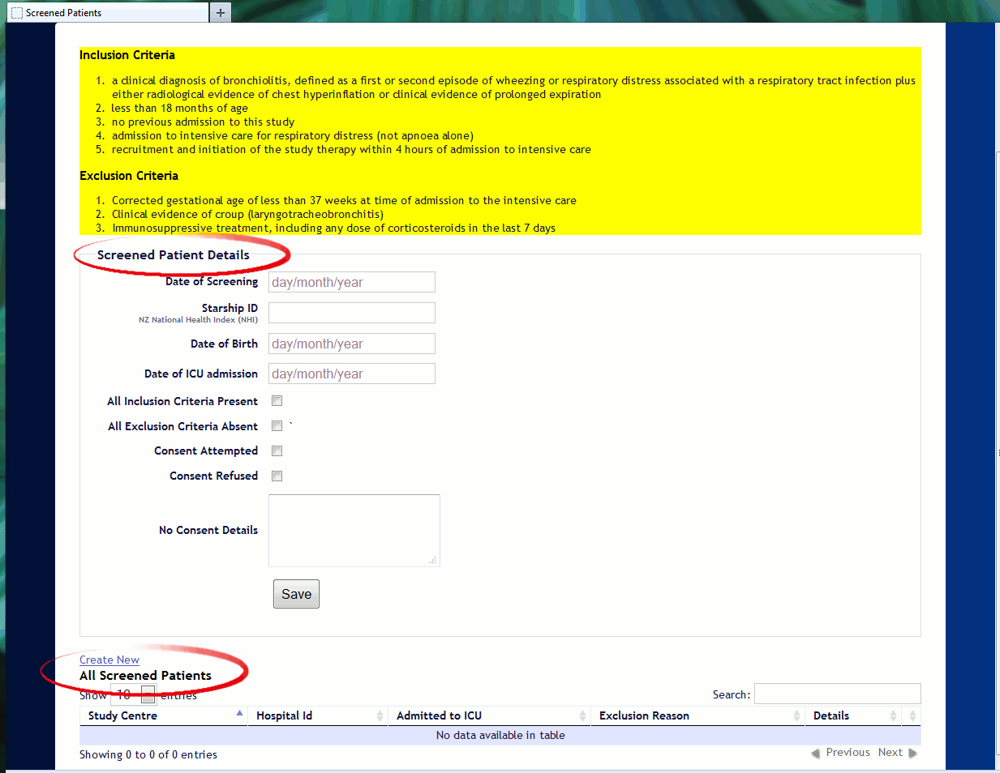 Screened Patients
Inclusion Criteria
1. a clinical diagnosis of bronchiolitis, defined as a first or second episode of wheezing or respiratory distress associated with a respiratory tract infection plus
either radiological evidence of chest hyperinflation or clinical evidence of prolonged expiration
2. less than 18 months of age
3. no previous admission to this study
4. admission to intensive care for respiratory distress (not apnoea alone)
5. recruitment and initiation of the study therapy within 4 hours of admission to intensive care
Exclusion Criteria
1. Corrected gestational age of less than 37 weeks at time of admission to the intensive care
2. Clinical evidence of croup (laryngotracheobronchitis)
3. Immunosuppressive treatment, including any dose of corticosteroids in the last 7 days
Screened Patient Details
Date of Screening day/month/year
Starship ID
NZ National Health Index (NHI)
Date of Birth day/month/year
Date of ICU admission day/month/year
All Inclusion Criteria Present
All Exclusion Criteria Absent `
Consent Attempted
Consent Refused
No Consent Details
Save
Create New
All Screened Patients
Show 10 entries Search:
Study Centre Hospital Id Admitted to ICU Exclusion Reason Details
No data available in table
Showing 0 to 0 of 0 entries Previous Next